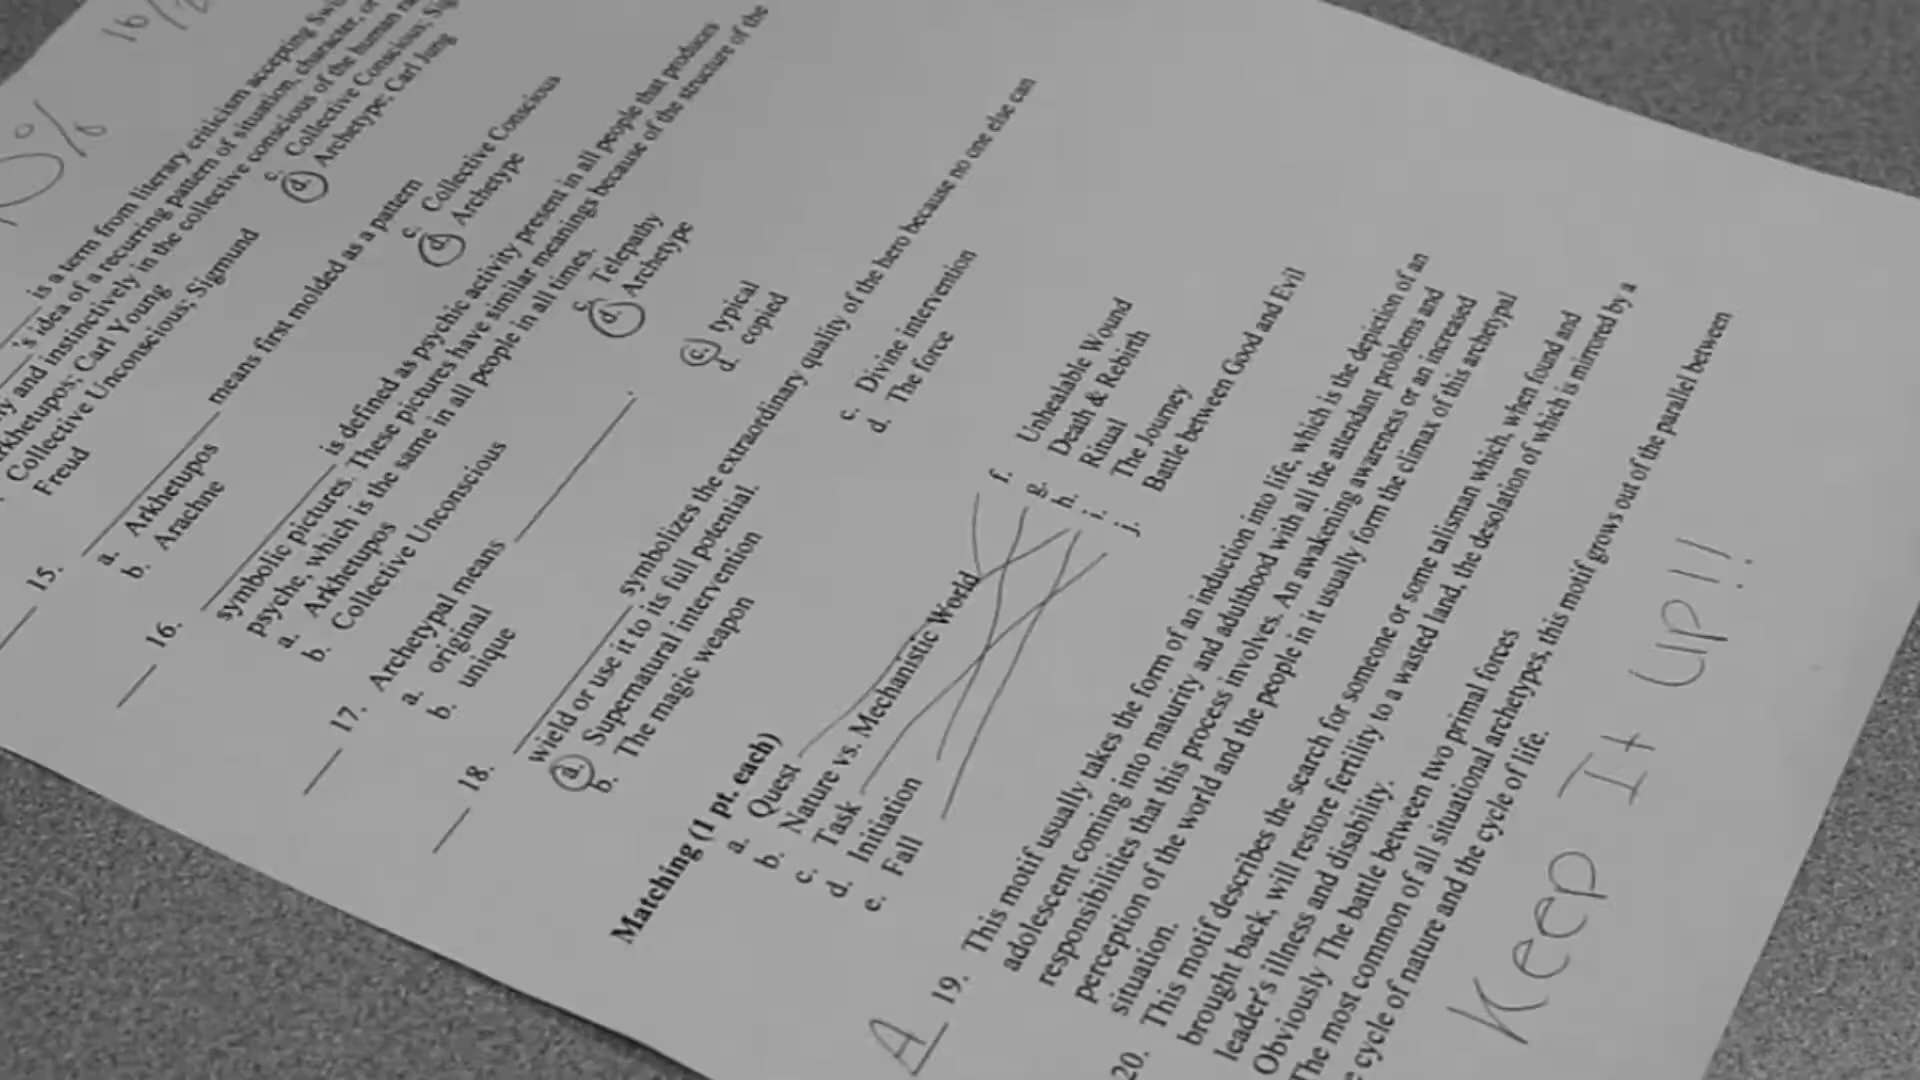 16/2
0%
is a term from literary criticism accepting
's idea of a recurring pattern of situation, character, or
and instinctively in the collective conscious of the human
Arkhetupos; Carl Young
Collective Unconscious; Sigmund
Freud
c. Collective Conscious;
d. Archetype; Carl Jung
15. ____ means first molded as a pattern
a. Arkhetupos
b. Arachne
c. Collective Conscious
d. Archetype
16. ____ is defined as psychic activity present in all people that produces
symbolic pictures. These pictures have similar meanings because of the structure of the
psyche, which is the same in all people in all times.
a. Arkhetupos
b. Collective Unconscious
c. Telepathy
d. Archetype
17. Archetypal means ____.
a. original
b. unique
c. typical
d. copied
18. ____ symbolizes the extraordinary quality of the hero because no one else can
wield or use it to its full potential.
a. Supernatural intervention
b. The magic weapon
c. Divine intervention
d. The force
Matching (1 pt. each)
a. Quest
b. Nature vs. Mechanistic World
c. Task
d. Initiation
e. Fall
f. Unhealable Wound
g. Death & Rebirth
h. Ritual
i. The Journey
j. Battle between Good and Evil
A 19. This motif usually takes the form of an induction into life, which is the depiction of an
adolescent coming into maturity and adulthood with all the attendant problems and
responsibilities that this process involves. An awakening awareness or an increased
perception of the world and the people in it usually form the climax of this archetypal
situation.
20. This motif describes the search for someone or some talisman which, when found and
brought back, will restore fertility to a wasted land, the desolation of which is mirrored by a
leader's illness and disability.
Obviously The battle between two primal forces
The most common of all situational archetypes, this motif grows out of the parallel between
cycle of nature and the cycle of life.
Keep It Up!!